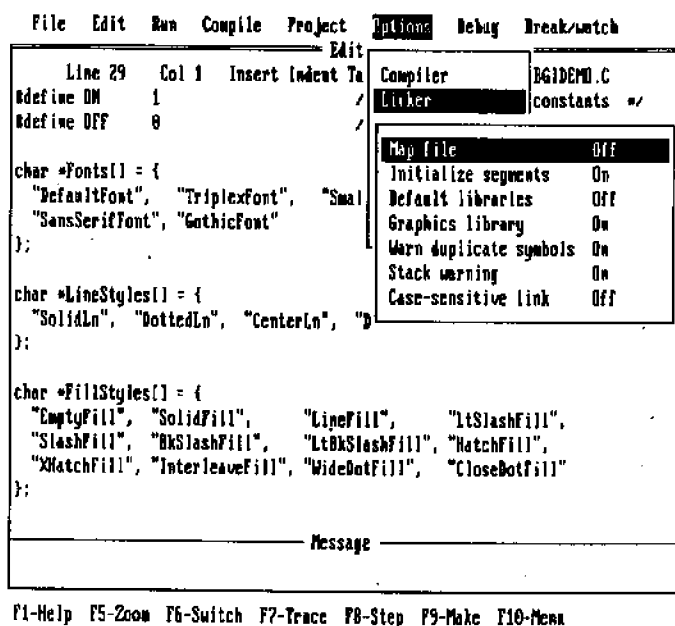 File Edit Run Compile Project Options Debug Break/watch
Edit
Line 29 Col 1 Insert Indent Ta
BGIDEMO.C
#define ON 1 /
constants */
#define OFF 0 /
Compiler
Linker
Map file Off
Initialize segments On
Default libraries Off
Graphics library On
Warn duplicate symbols On
Stack warning On
Case-sensitive link Off
char *Fonts[] = {
"DefaultFont", "TriplexFont", "Smal
"SansSerifFont", "GothicFont"
};
char *LineStyles[] = {
"SolidLn", "DottedLn", "CenterLn", "D
};
char *FillStyles[] = {
"EmptyFill", "SolidFill", "LineFill", "LtSlashFill",
"SlashFill", "BkSlashFill", "LtBkSlashFill", "HatchFill",
"XHatchFill", "InterleaveFill", "WideDotFill", "CloseDotFill"
};
Message
F1-Help F5-Zoom F6-Switch F7-Trace F8-Step F9-Make F10-Menu